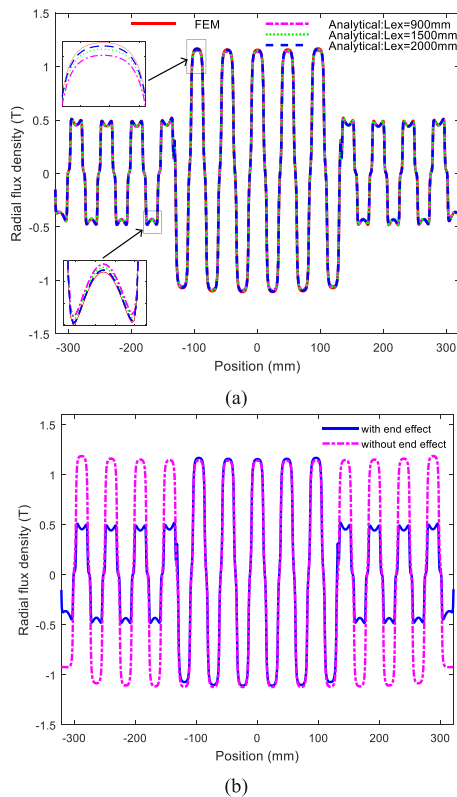 FEM
Analytical:Lex=900mm
Analytical:Lex=1500mm
Analytical:Lex=2000mm
1.5
1
0.5
0
-0.5
-1
-1.5
Radial flux density (T)
-300 -200 -100 0 100 200 300
Position (mm)
(a)
with end effect
without end effect
1.5
1
0.5
0
-0.5
-1
-1.5
Radial flux density (T)
-300 -200 -100 0 100 200 300
Position (mm)
(b)